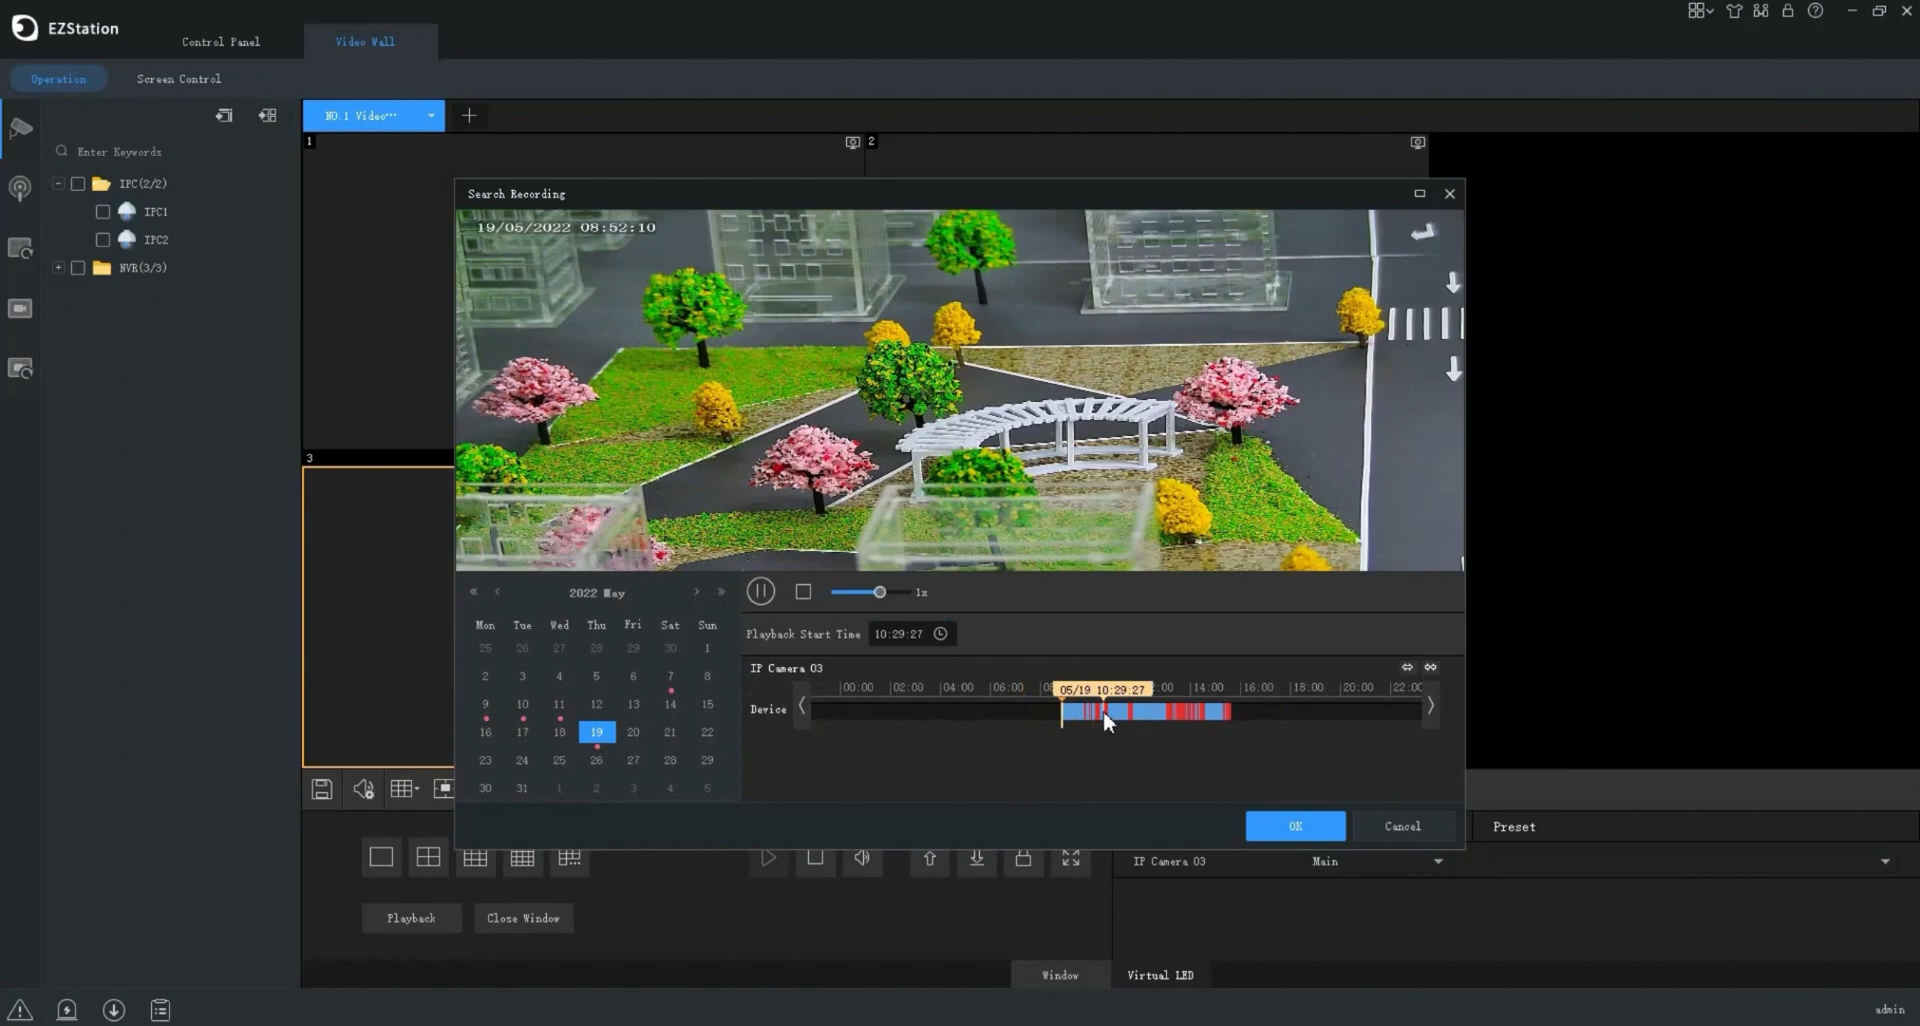 EZStation
Control Panel
Video Wall
Operation
Screen Control
NO.1 Video···
1
2
Enter Keywords
IPC(2/2)
IPC1
IPC2
NVR(3/3)
3
Search Recording
19/05/2022 08:52:10
2022 May
1x
Mon Tue Wed Thu Fri Sat Sun
25 26 27 28 29 30 1
2 3 4 5 6 7 8
9 10 11 12 13 14 15
16 17 18 19 20 21 22
23 24 25 26 27 28 29
30 31 1 2 3 4 5
Playback Start Time 10:29:27
IP Camera 03
00:00 02:00 04:00 06:00 05/19 10:29:27 14:00 16:00 18:00 20:00 22:00
Device
OK
Cancel
Preset
IP Camera 03
Main
Playback
Close Window
Window
Virtual LED
admin